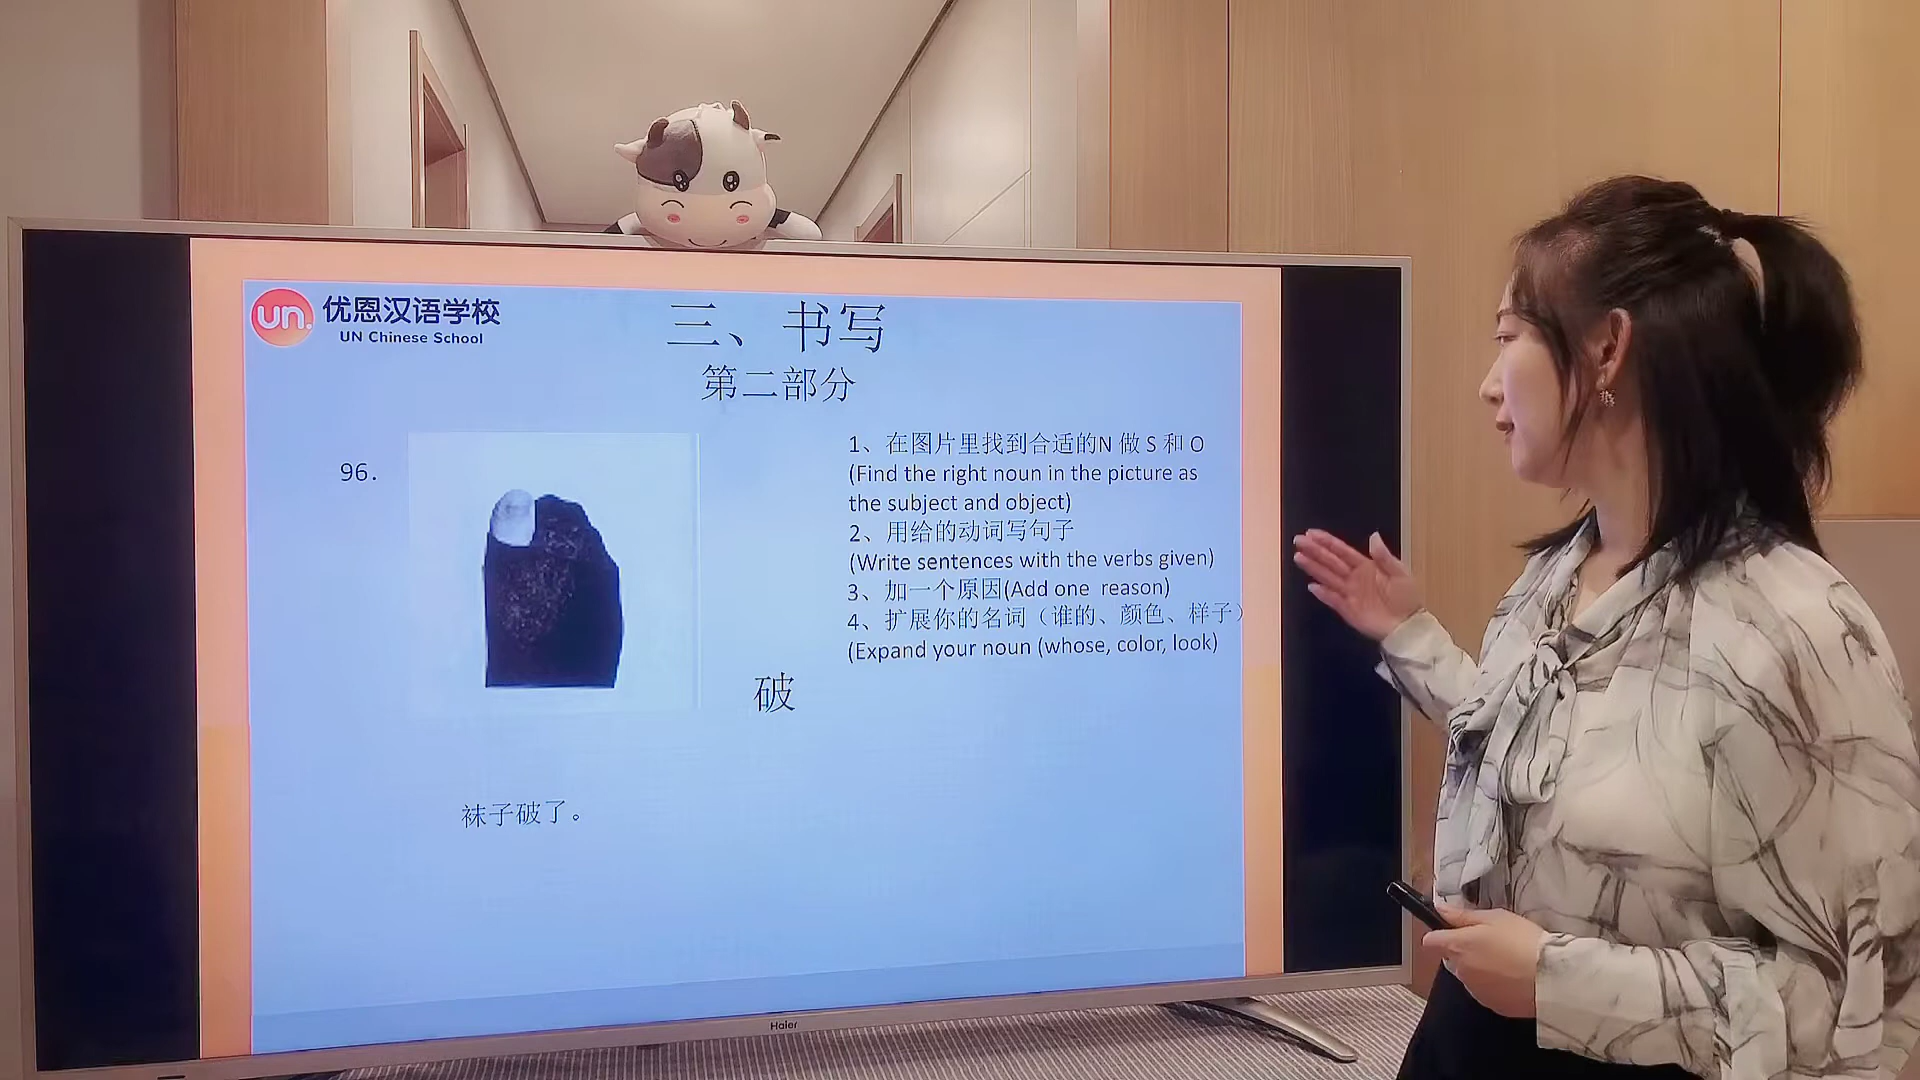 un.
优恩汉语学校
UN Chinese School
三、书写
第二部分
96.
1、在图片里找到合适的N 做 S 和 O
(Find the right noun in the picture as
the subject and object)
2、用给的动词写句子
(Write sentences with the verbs given)
3、加一个原因(Add one reason)
4、扩展你的名词（谁的、颜色、样子）
(Expand your noun (whose, color, look)
破
袜子破了。
Haier